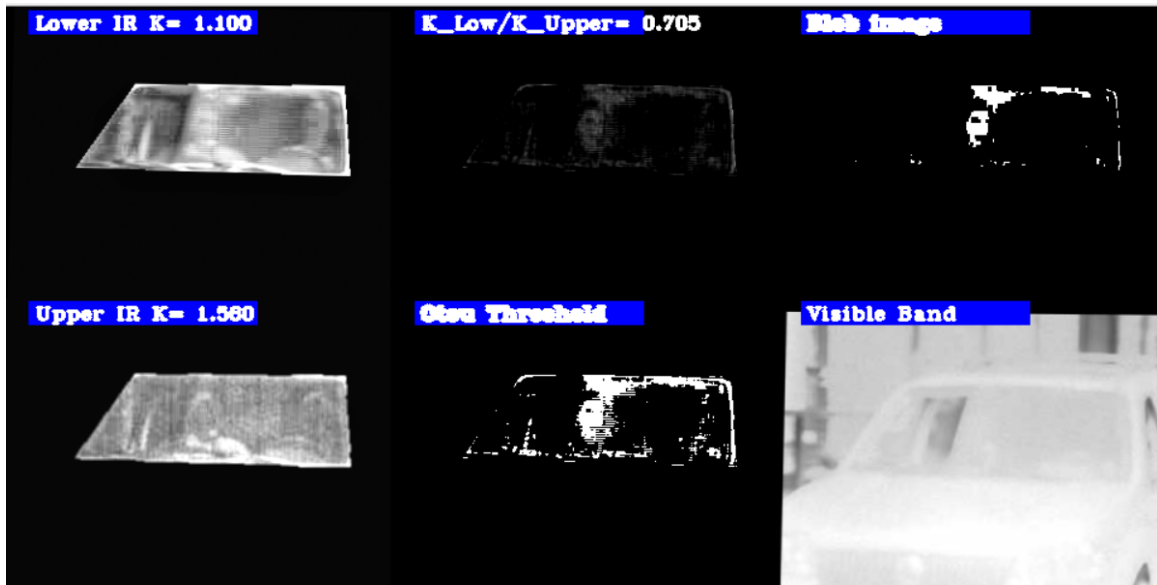 Lower IR K= 1.100
K_Low/K_Upper= 0.705
Blob image
Upper IR K= 1.560
Otsu Threshold
Visible Band